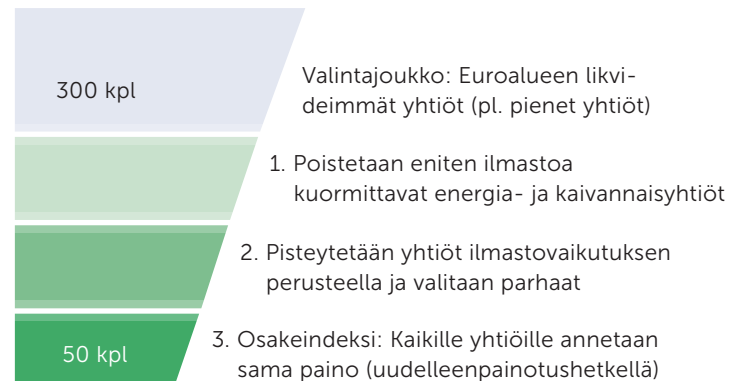 300 kpl
Valintajoukko: Euroalueen likvi-
deimmät yhtiöt (pl. pienet yhtiöt)
1. Poistetaan eniten ilmastoa
kuormittavat energia- ja kaivannaisyhtiöt
2. Pisteytetään yhtiöt ilmastovaikutuksen
perusteella ja valitaan parhaat
50 kpl
3. Osakeindeksi: Kaikille yhtiöille annetaan
sama paino (uudelleenpainotushetkellä)